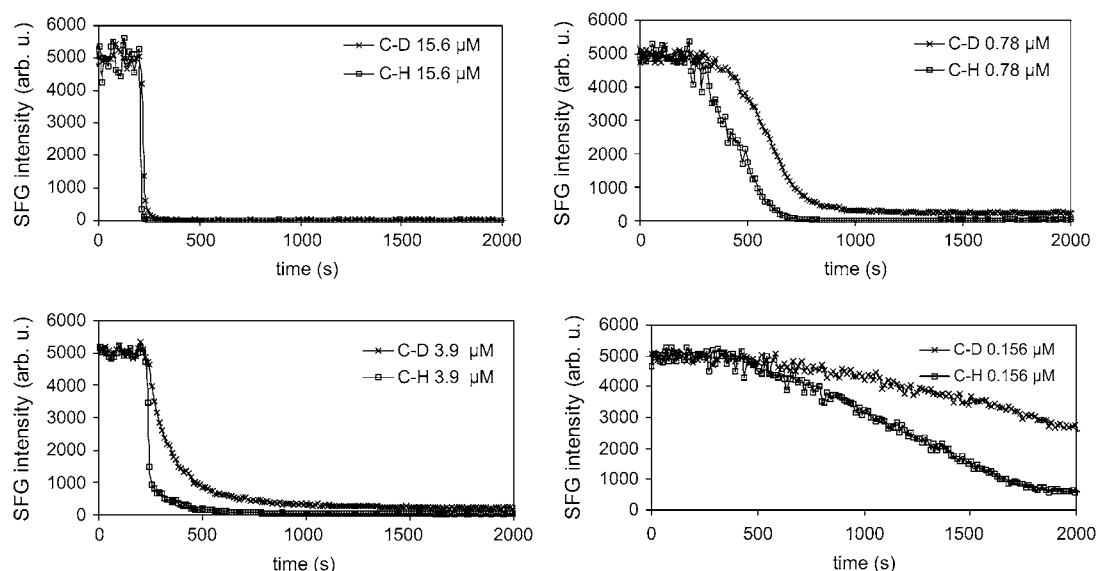 SFG intensity (arb. u.)
6000
5000
4000
3000
2000
1000
0
C-D 15.6 μM
C-H 15.6 μM
0 500 1000 1500 2000
time (s)
SFG intensity (arb. u.)
6000
5000
4000
3000
2000
1000
0
C-D 0.78 μM
C-H 0.78 μM
0 500 1000 1500 2000
time (s)
SFG intensity (arb. u.)
6000
5000
4000
3000
2000
1000
0
C-D 3.9 μM
C-H 3.9 μM
0 500 1000 1500 2000
time (s)
SFG intensity (arb. u.)
6000
5000
4000
3000
2000
1000
0
C-D 0.156 μM
C-H 0.156 μM
0 500 1000 1500 2000
time (s)